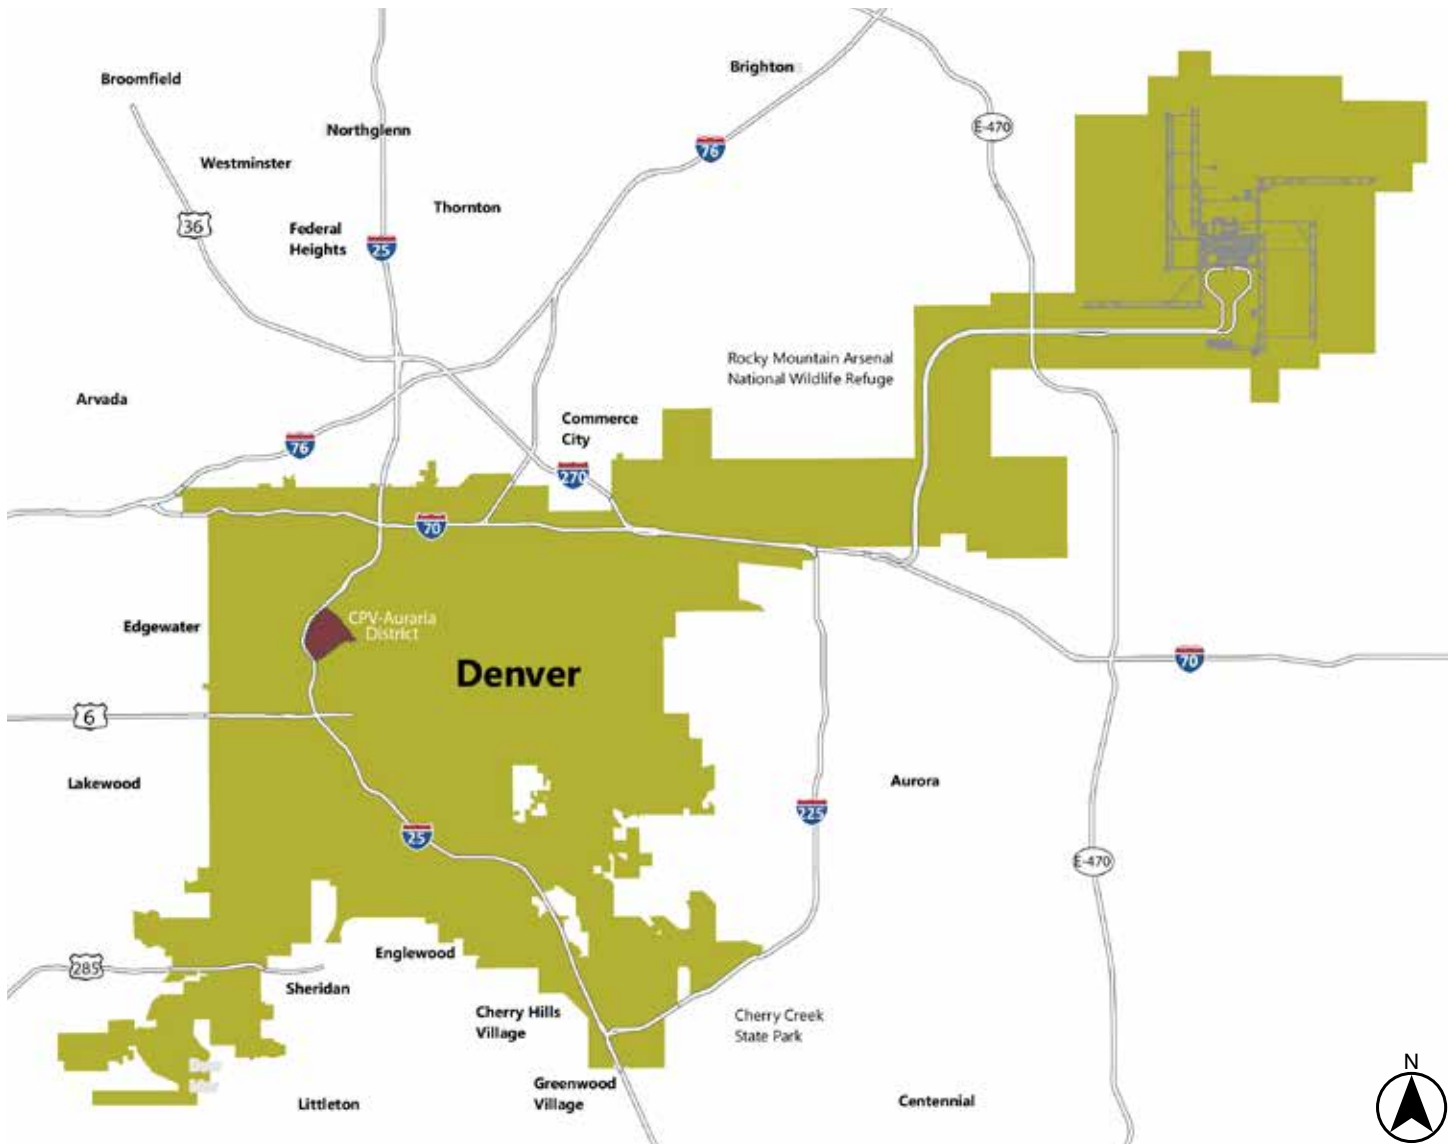 Brighton
Broomfield
E-470
Northglenn
76
Westminster
Thornton
36
Federal
Heights
25
Rocky Mountain Arsenal
National Wildlife Refuge
Arvada
Commerce
City
76
270
70
CPV-Auraria
District
Edgewater
Denver
70
6
Lakewood
Aurora
225
25
E-470
Englewood
285
Sheridan
Cherry Hills
Village
Cherry Creek
State Park
N
Greenwood
Village
Centennial
Littleton